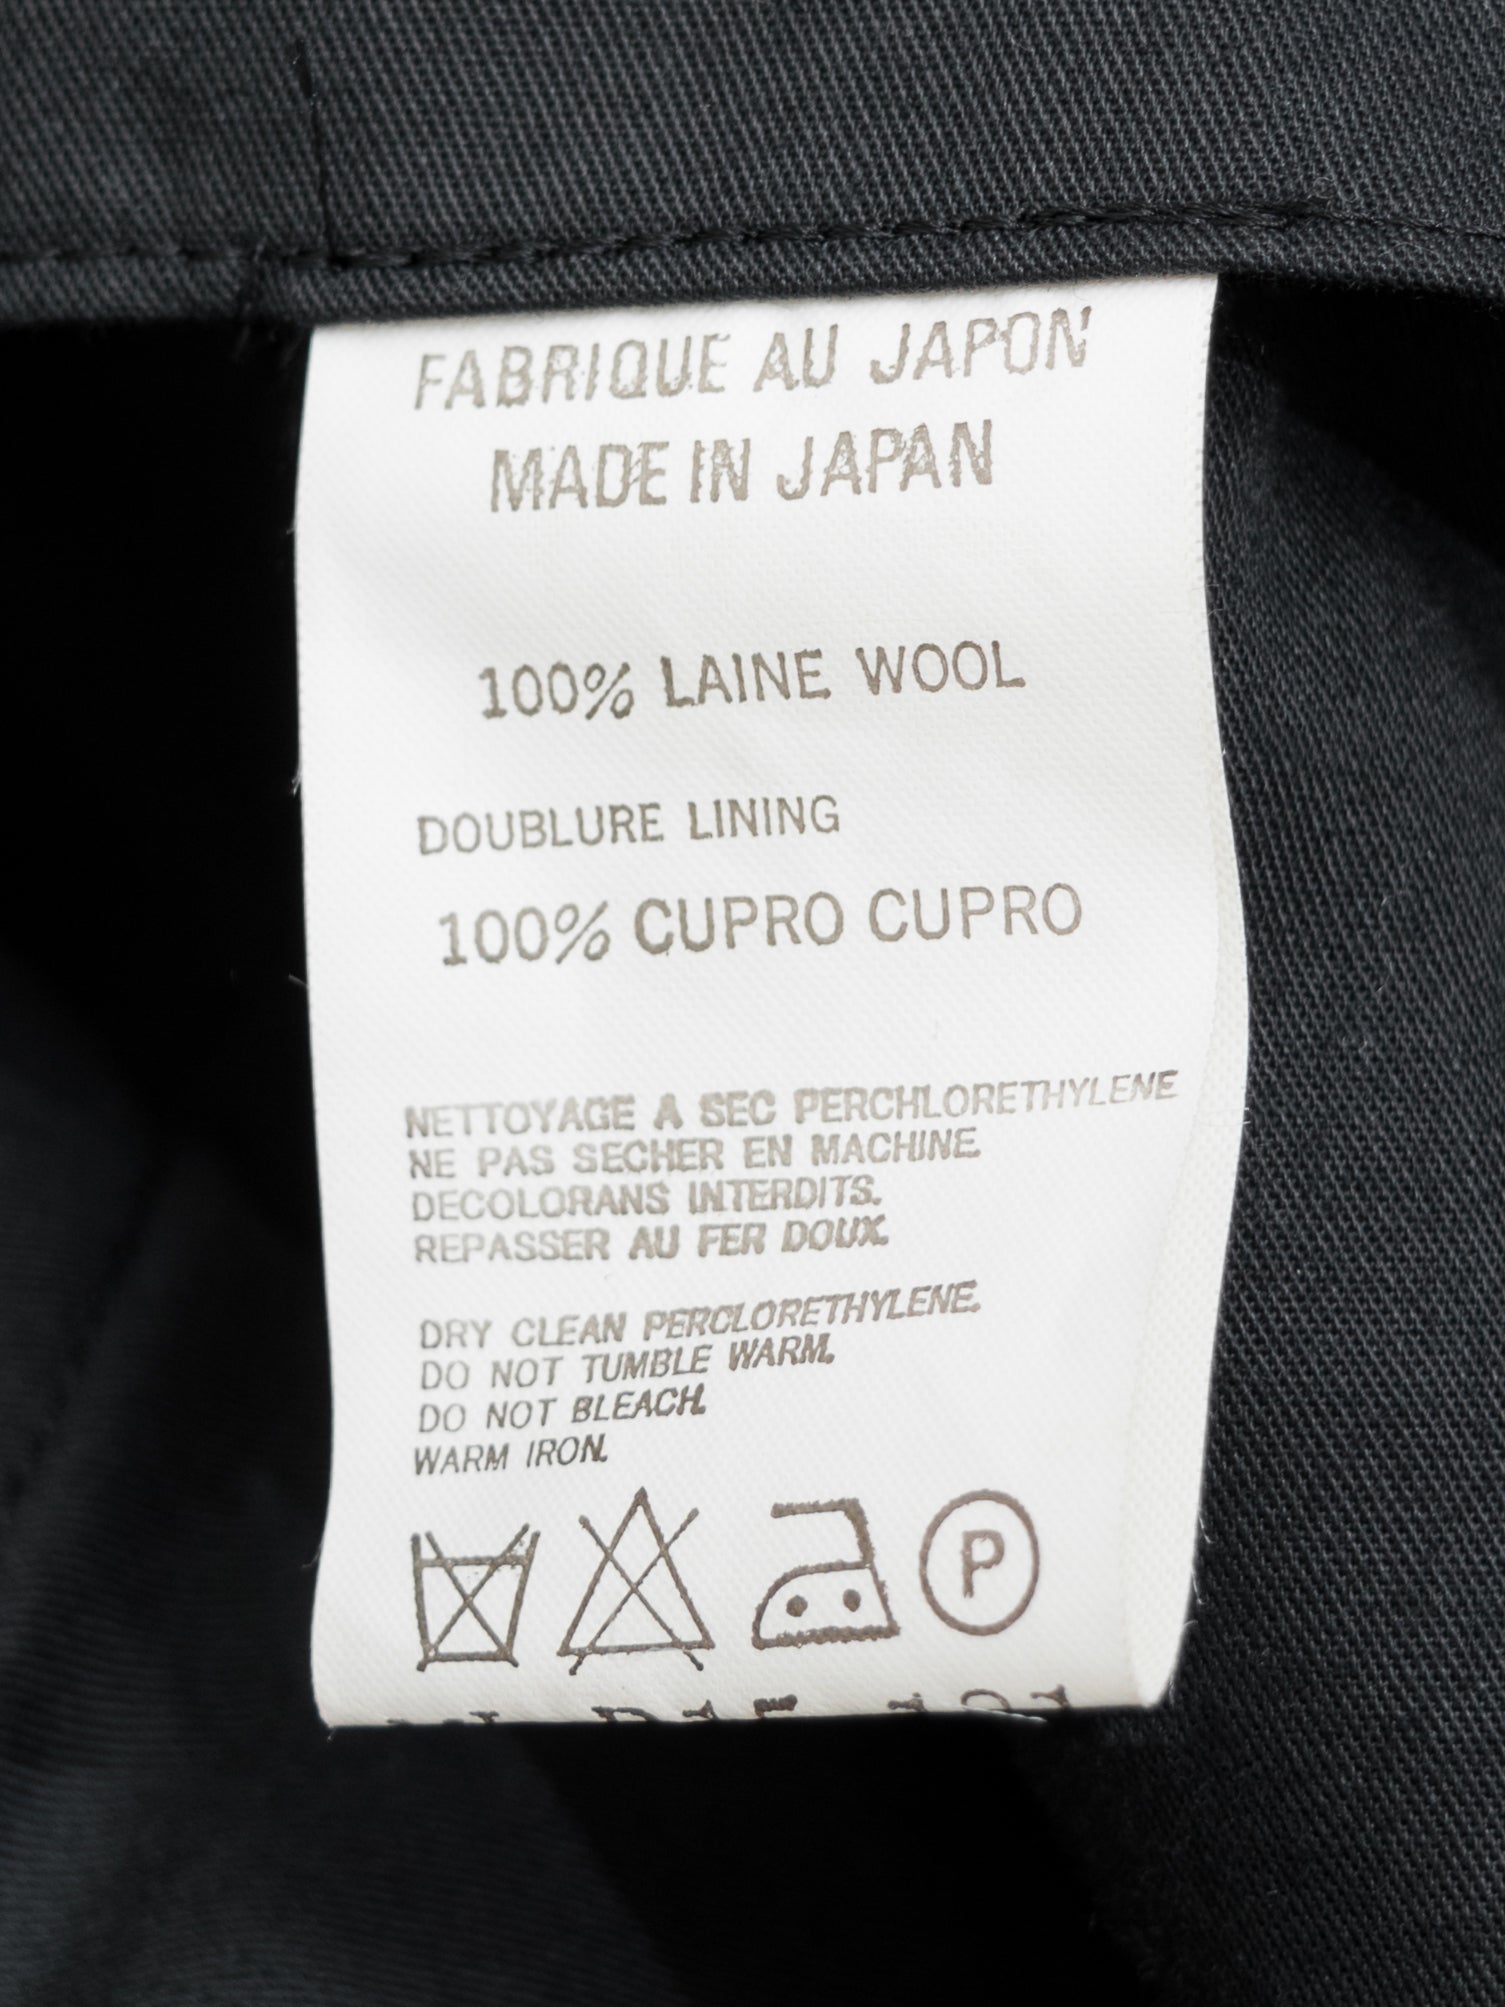 FABRIQUE AU JAPON
MADE IN JAPAN
100% LAINE WOOL
DOUBLURE LINING
100% CUPRO CUPRO
NETTOYAGE A SEC PERCHLORETHYLENE
NE PAS SECHER EN MACHINE.
DECOLORANS INTERDITS.
REPASSER AU FER DOUX.
DRY CLEAN PERCLORETHYLENE.
DO NOT TUMBLE WARM.
DO NOT BLEACH.
WARM IRON.
P